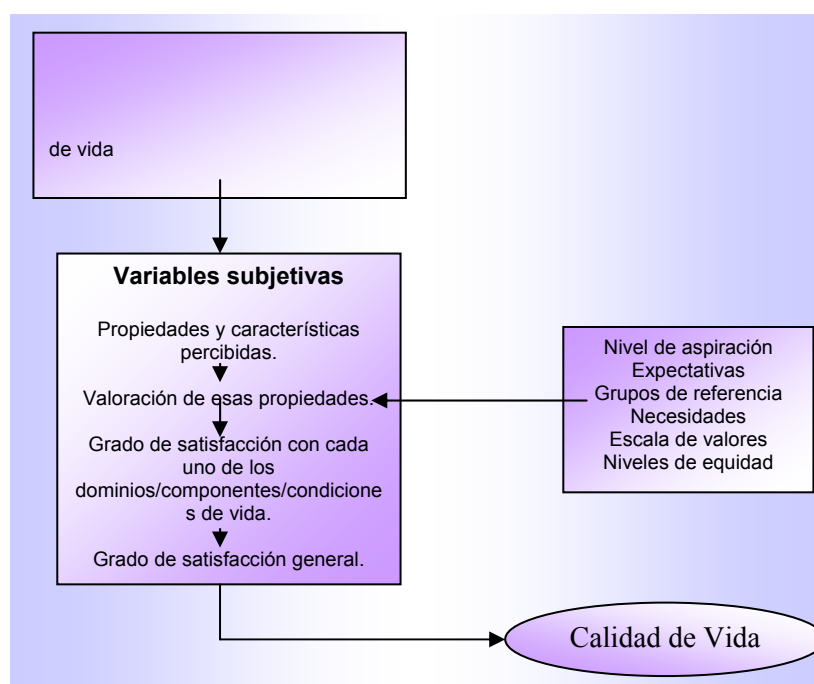 de vida
Variables subjetivas
Propiedades y características
percibidas.
Valoración de esas propiedades.
Grado de satisfacción con cada
uno de los
dominios/componentes/condicione
s de vida.
Grado de satisfacción general.
Nivel de aspiración
Expectativas
Grupos de referencia
Necesidades
Escala de valores
Niveles de equidad
Calidad de Vida